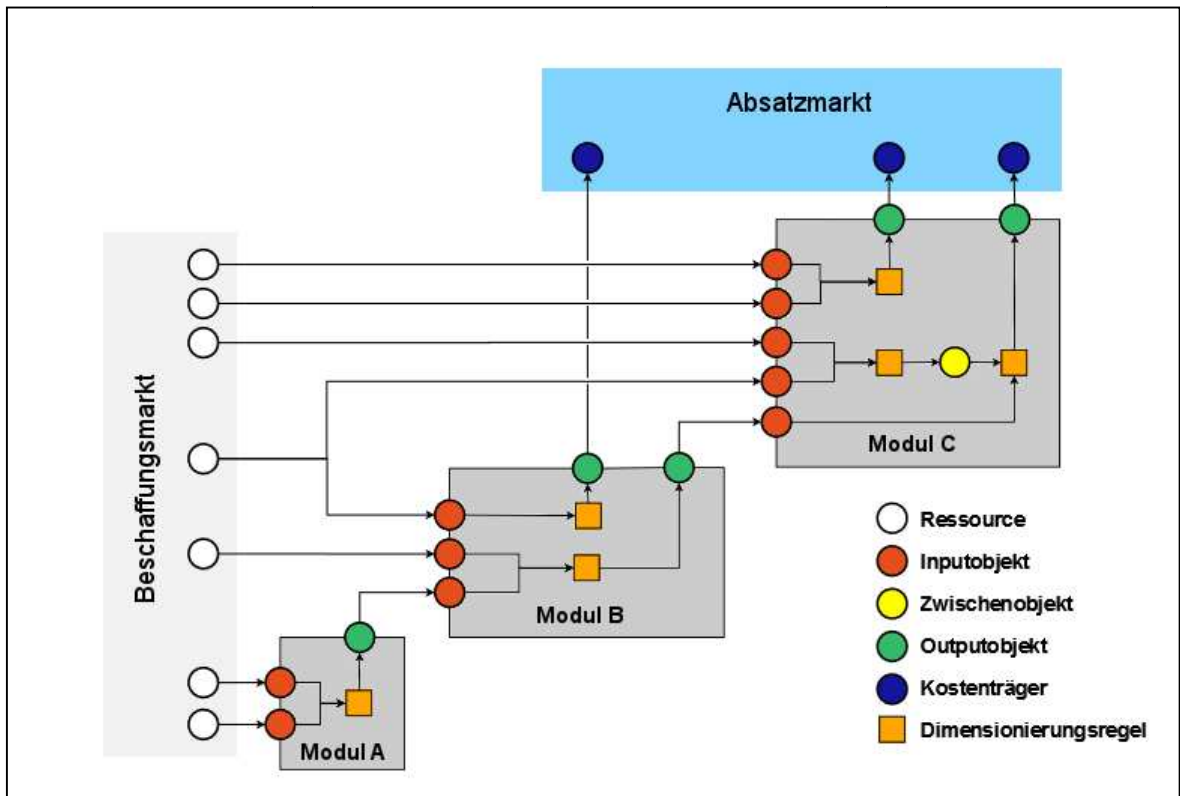 Absatzmarkt
Beschaffungsmarkt
Modul C
Modul B
Modul A
Ressource
Inputobjekt
Zwischenobjekt
Outputobjekt
Kostenträger
Dimensionierungsregel